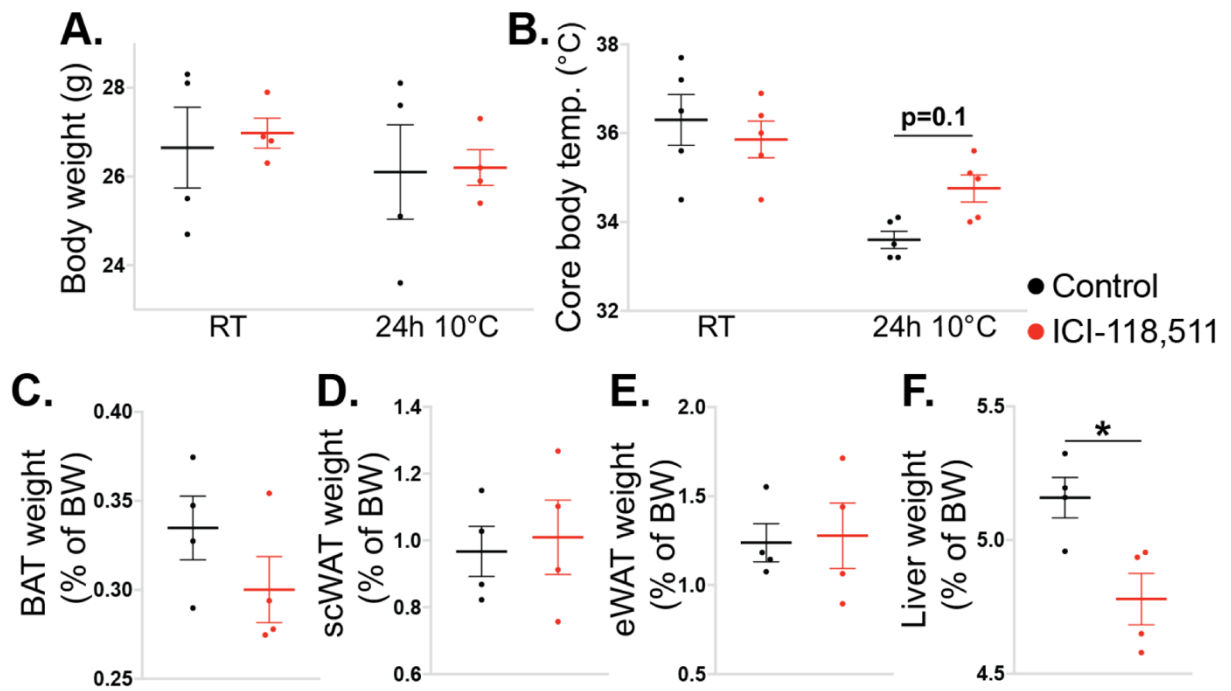 A.
Body weight (g)
28
26
24
RT
24h 10°C
B.
Core body temp. (°C)
38
36
34
32
p=0.1
RT
24h 10°C
Control
ICI-118,511
C.
BAT weight
(% of BW)
0.40
0.35
0.30
0.25
D.
scWAT weight
(% of BW)
1.4
1.2
1.0
0.8
0.6
E.
eWAT weight
(% of BW)
2.0
1.5
1.0
0.5
F.
Liver weight
(% of BW)
5.5
5.0
4.5
*